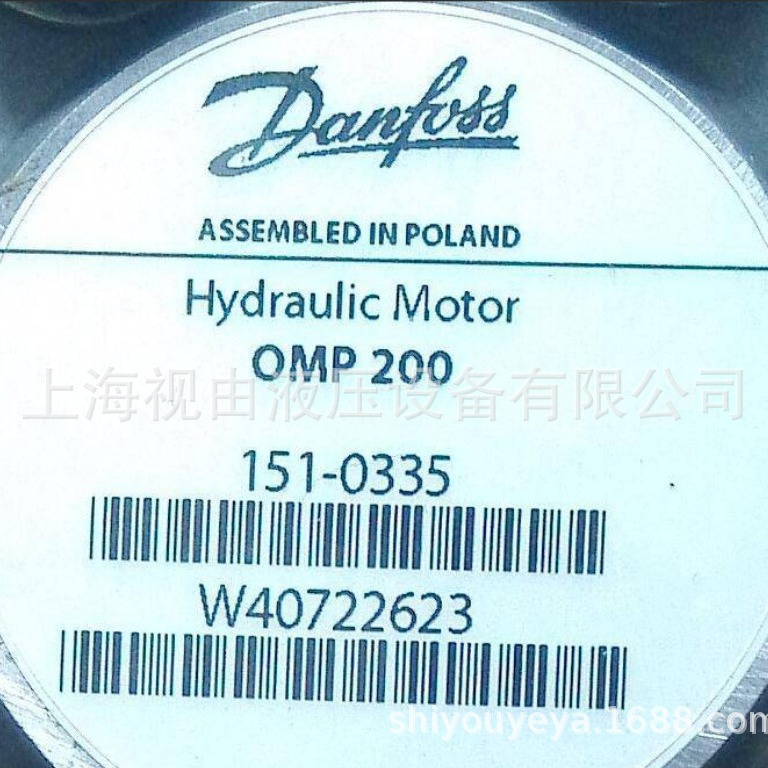 Danfoss
ASSEMBLED IN POLAND
Hydraulic Motor
OMP 200
上海视由液压设备有限公司
151-0335
W40722623
shiyouyeya.1688.com